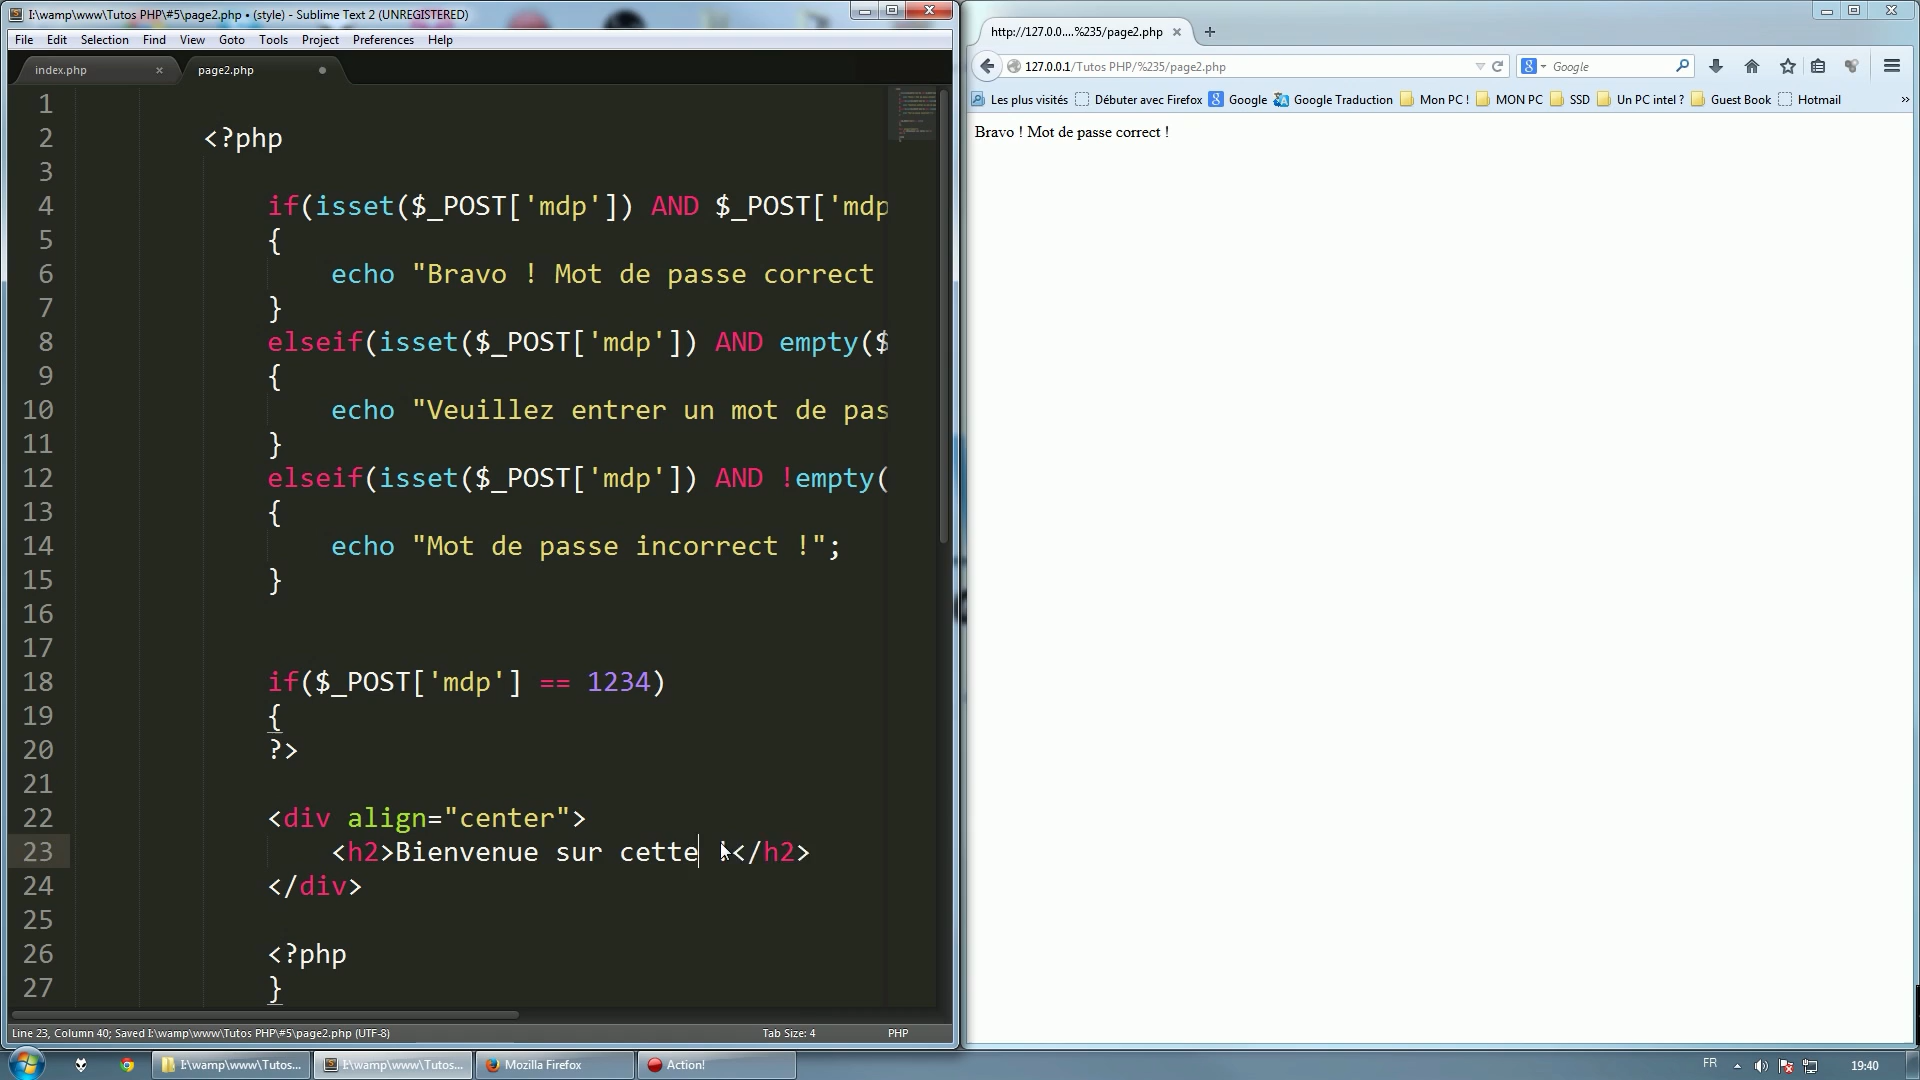 I:\wamp\www\Tutos PHP\#5\page2.php • (style) - Sublime Text 2 (UNREGISTERED)
File Edit Selection Find View Goto Tools Project Preferences Help
index.php × page2.php
1
2 <?php
3
4 if(isset($_POST['mdp']) AND $_POST['mdp
5 {
6 echo "Bravo ! Mot de passe correct
7 }
8 elseif(isset($_POST['mdp']) AND empty($
9 {
10 echo "Veuillez entrer un mot de pas
11 }
12 elseif(isset($_POST['mdp']) AND !empty(
13 {
14 echo "Mot de passe incorrect !";
15 }
16
17
18 if($_POST['mdp'] == 1234)
19 {
20 ?>
21
22 <div align="center">
23 <h2>Bienvenue sur cette !</h2>
24 </div>
25
26 <?php
27 }
Line 23, Column 40; Saved I:\wamp\www\Tutos PHP\#5\page2.php (UTF-8) Tab Size: 4 PHP
http://127.0.0....%235/page2.php × +
127.0.0.1/Tutos PHP/%235/page2.php Google
Les plus visités Débuter avec Firefox Google Google Traduction Mon PC ! MON PC SSD Un PC intel ? Guest Book Hotmail »
Bravo ! Mot de passe correct !
I:\wamp\www\Tutos... I:\wamp\www\Tutos... Mozilla Firefox Action! FR 19:40